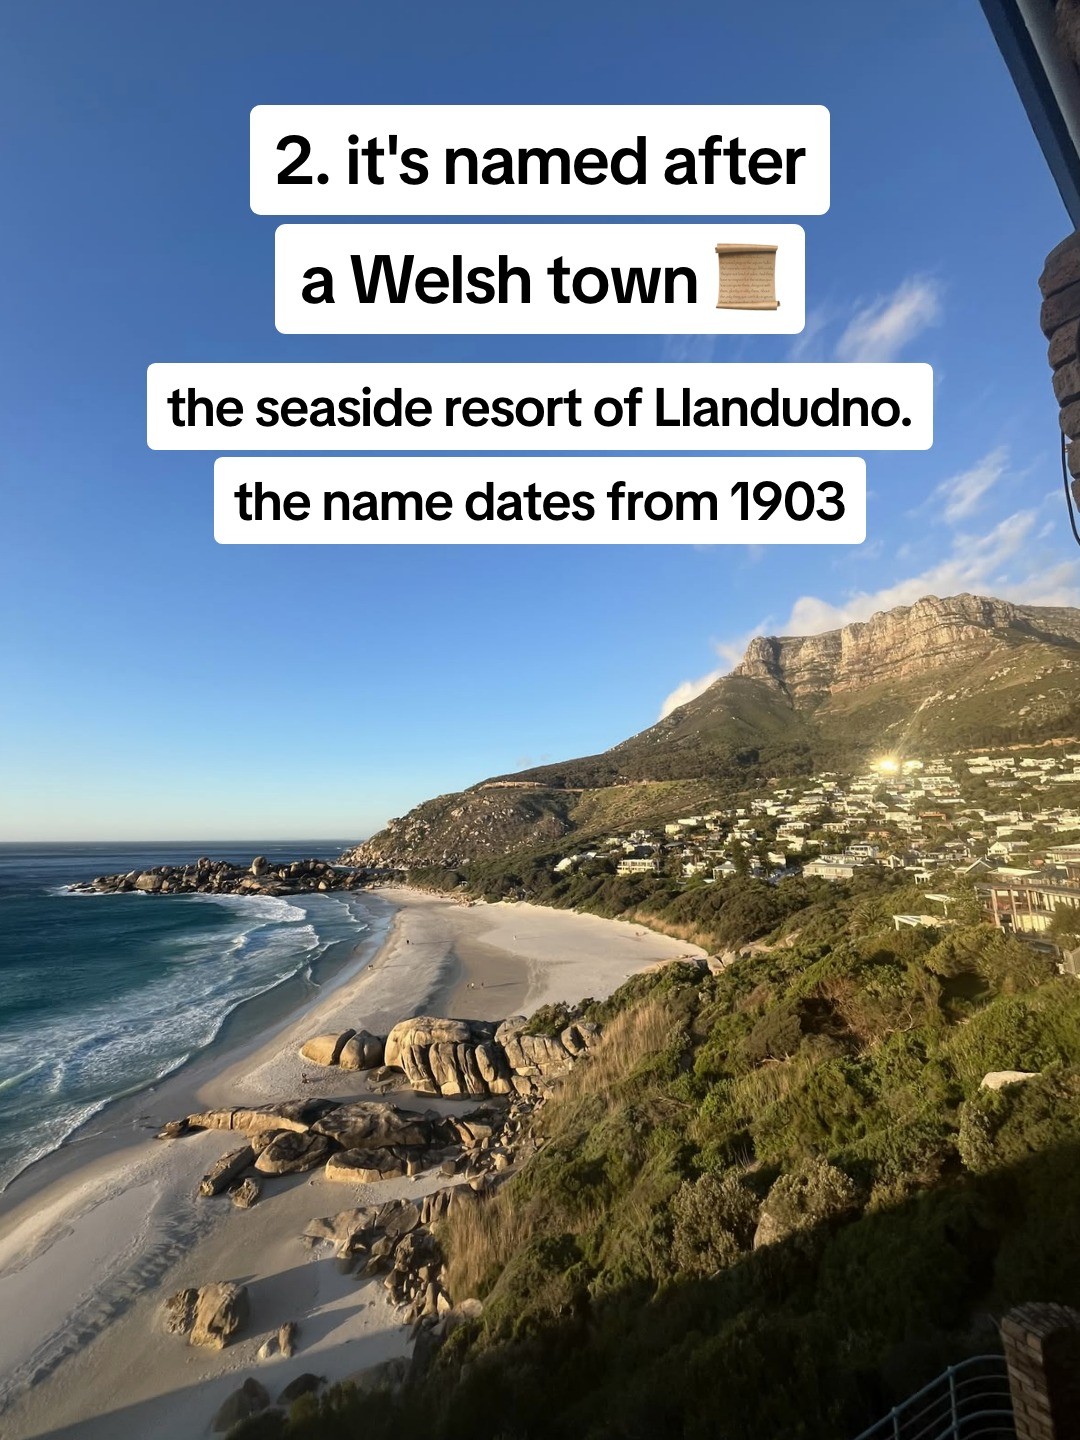 2. it's named after
a Welsh town 📜
the seaside resort of Llandudno.
the name dates from 1903